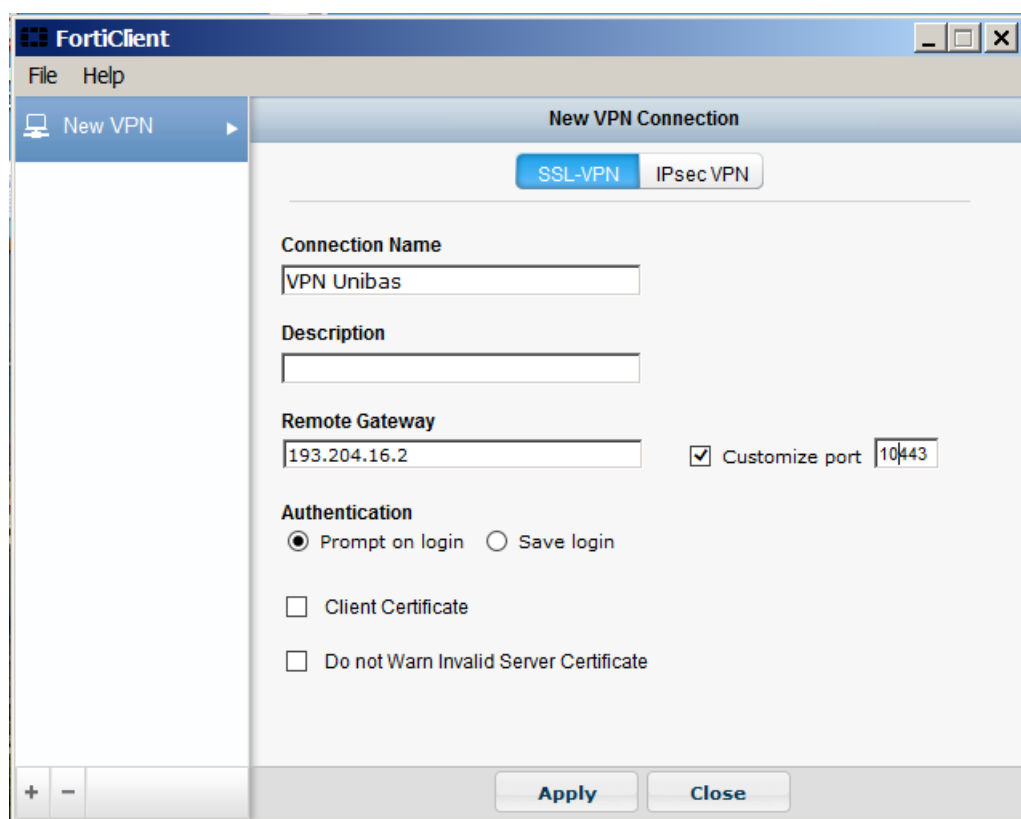 FortiClient
File Help
New VPN
New VPN Connection
SSL-VPN IPsec VPN
Connection Name
VPN Unibas
Description
Remote Gateway
193.204.16.2 Customize port 10443
Authentication
Prompt on login Save login
Client Certificate
Do not Warn Invalid Server Certificate
+ − Apply Close